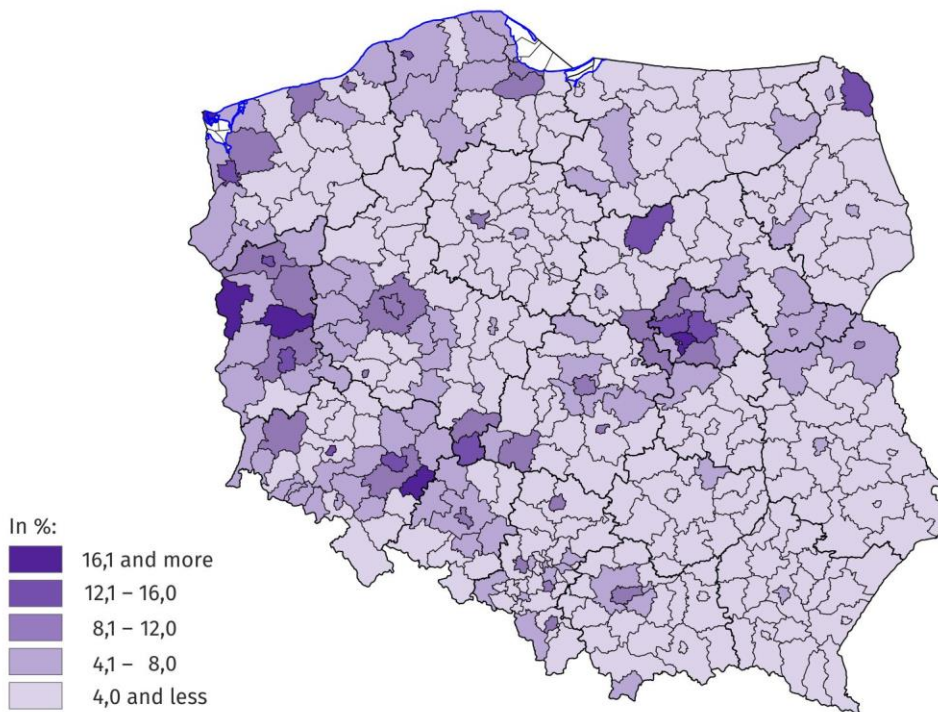 In %:
16,1 and more
12,1 – 16,0
8,1 – 12,0
4,1 – 8,0
4,0 and less